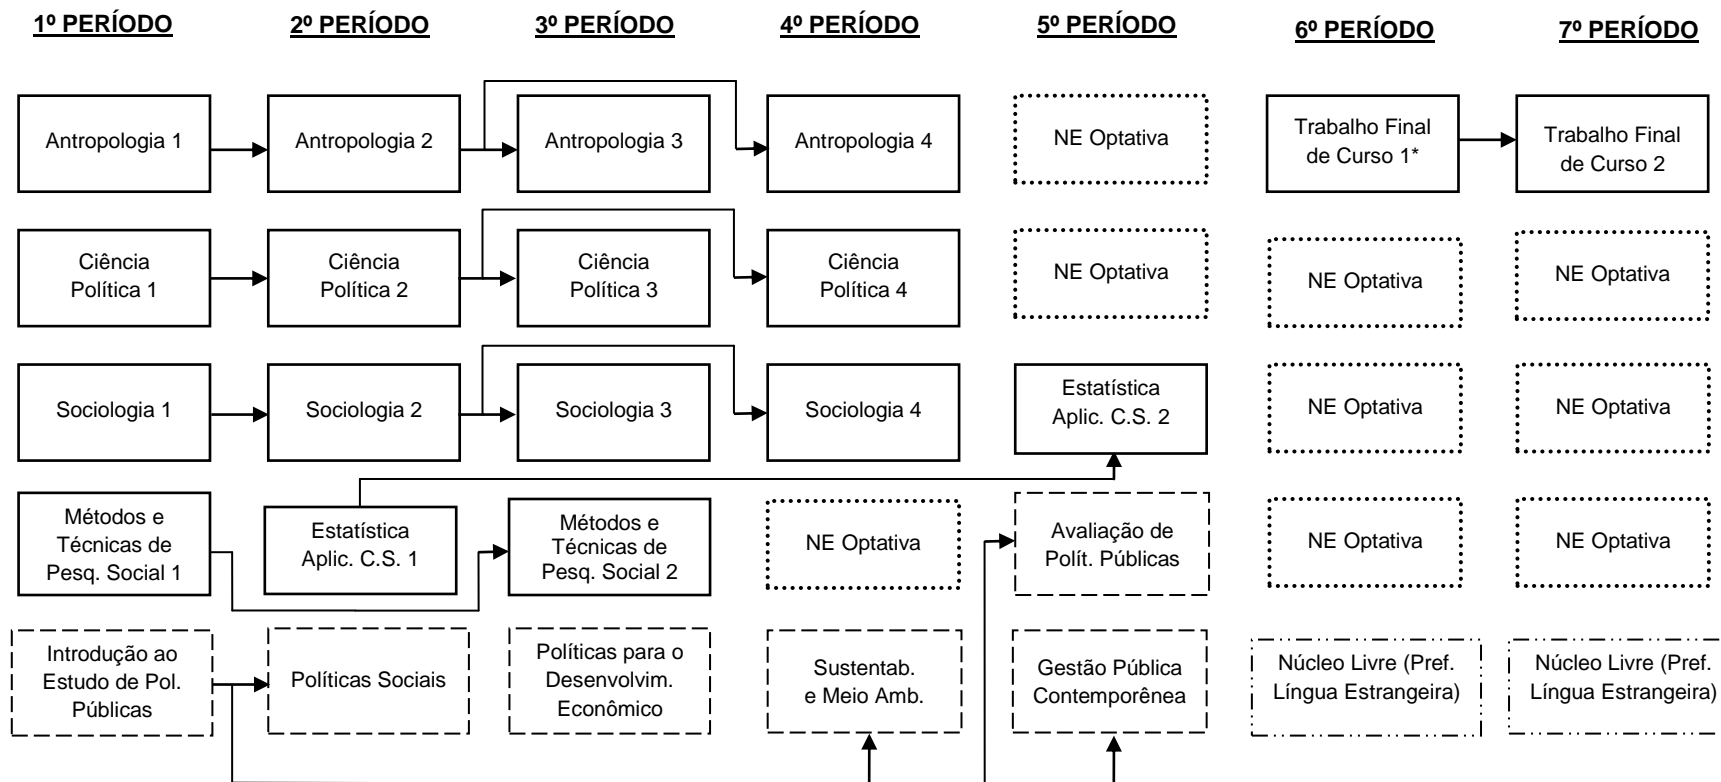 1º PERÍODO
2º PERÍODO
3º PERÍODO
4º PERÍODO
5º PERÍODO
6º PERÍODO
7º PERÍODO
Antropologia 1
Antropologia 2
Antropologia 3
Antropologia 4
NE Optativa
Trabalho Final
de Curso 1*
Trabalho Final
de Curso 2
Ciência
Política 1
Ciência
Política 2
Ciência
Política 3
Ciência
Política 4
NE Optativa
NE Optativa
NE Optativa
Sociologia 1
Sociologia 2
Sociologia 3
Sociologia 4
Estatística
Aplic. C.S. 2
NE Optativa
NE Optativa
Métodos e
Técnicas de
Pesq. Social 1
Estatística
Aplic. C.S. 1
Métodos e
Técnicas de
Pesq. Social 2
NE Optativa
Avaliação de
Polít. Públicas
NE Optativa
NE Optativa
Introdução ao
Estudo de Pol.
Públicas
Políticas Sociais
Políticas para o
Desenvolvim.
Econômico
Sustentab.
e Meio Amb.
Gestão Pública
Contemporênea
Núcleo Livre (Pref.
Língua Estrangeira)
Núcleo Livre (Pref.
Língua Estrangeira)